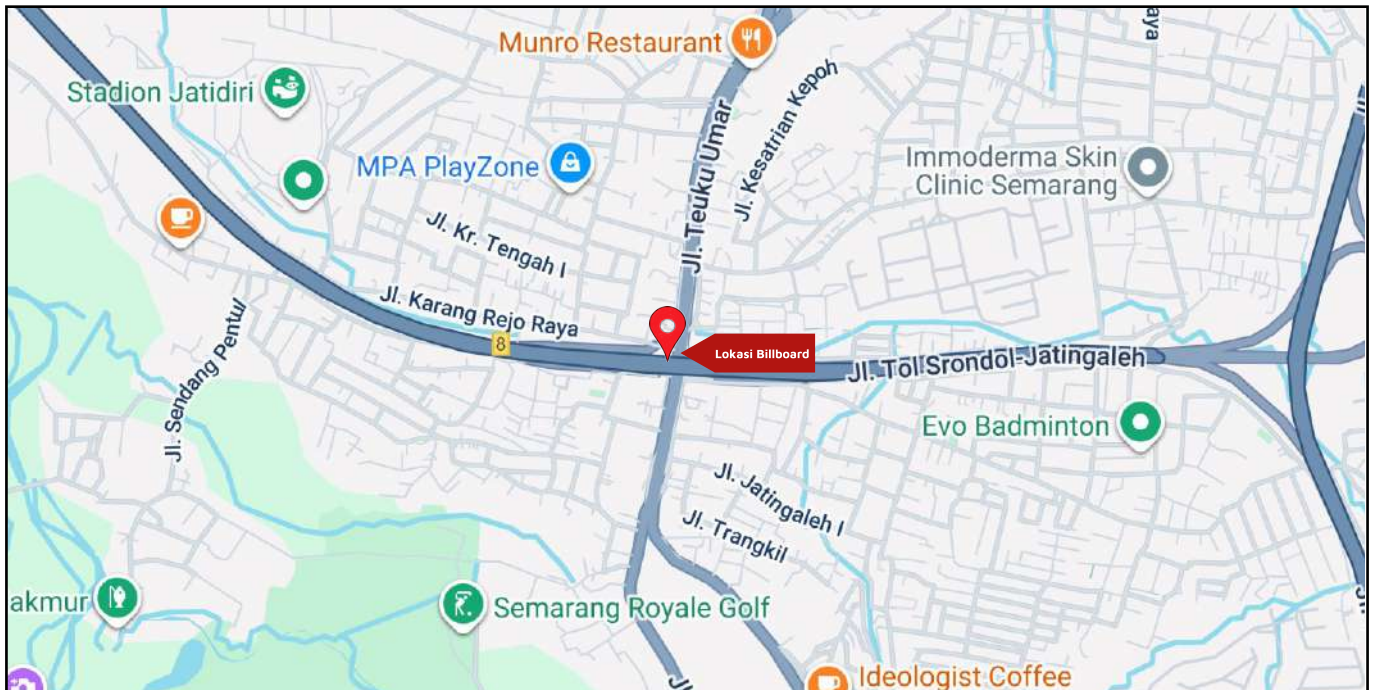 Munro Restaurant
Stadion Jatidiri
MPA PlayZone
Jl. Teuku Umar
Jl. Kesatrian Kepoh
aya
Immoderma Skin
Clinic Semarang
Jl. Kr. Tengah I
Jl. Karang Rejo Raya
8
Lokasi Billboard
Jl. Tol Srondol-Jatingaleh
Jl. Sendang Pentul
Evo Badminton
Jl. Jatingaleh I
Jl. Trangkil
akmur
Semarang Royale Golf
Ideologist Coffee